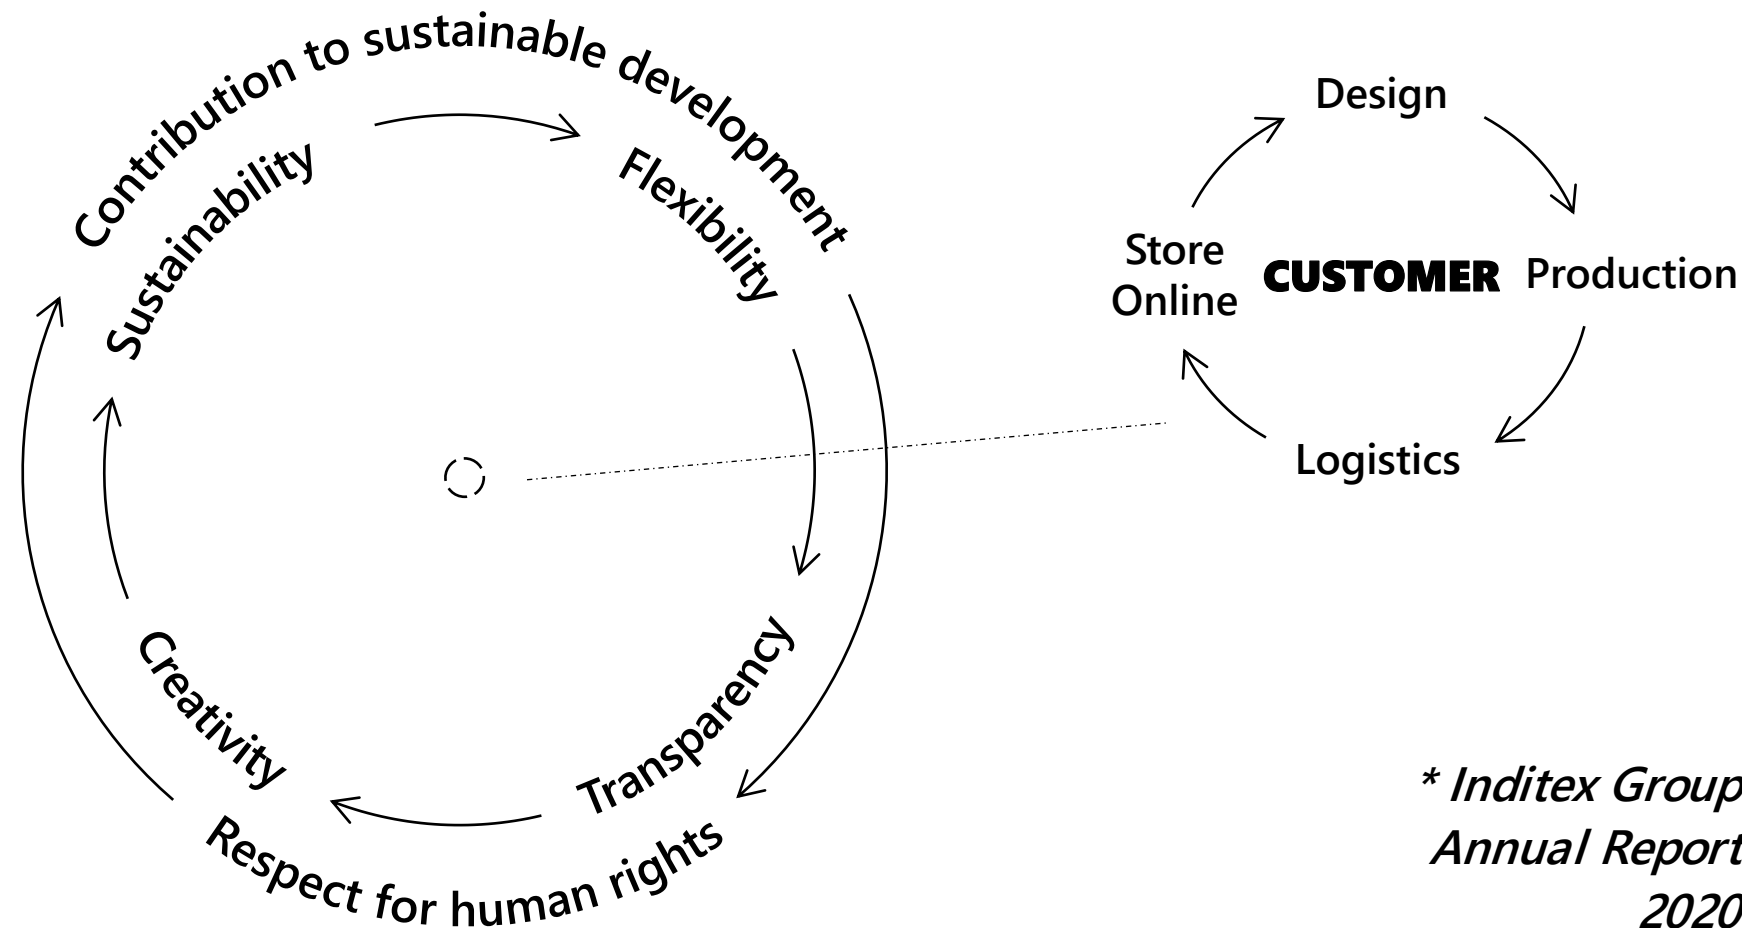 Contribution to sustainable development
Sustainability
Flexibility
Transparency
Creativity
Respect for human rights
Design
Store
Online
CUSTOMER
Production
Logistics
* Inditex Group
Annual Report
2020